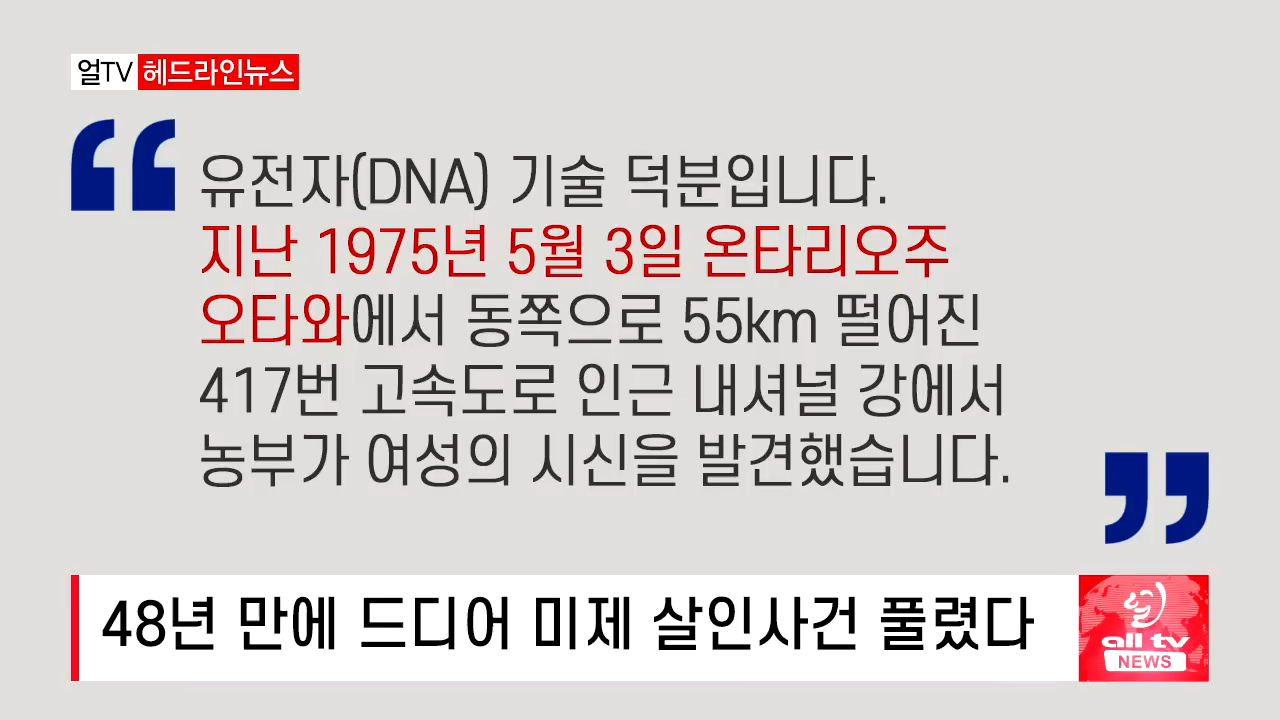 얼TV 헤드라인뉴스
유전자(DNA) 기술 덕분입니다.
지난 1975년 5월 3일 온타리오주
오타와에서 동쪽으로 55km 떨어진
417번 고속도로 인근 내셔널 강에서
농부가 여성의 시신을 발견했습니다.
48년 만에 드디어 미제 살인사건 풀렸다
얼
all tv
NEWS